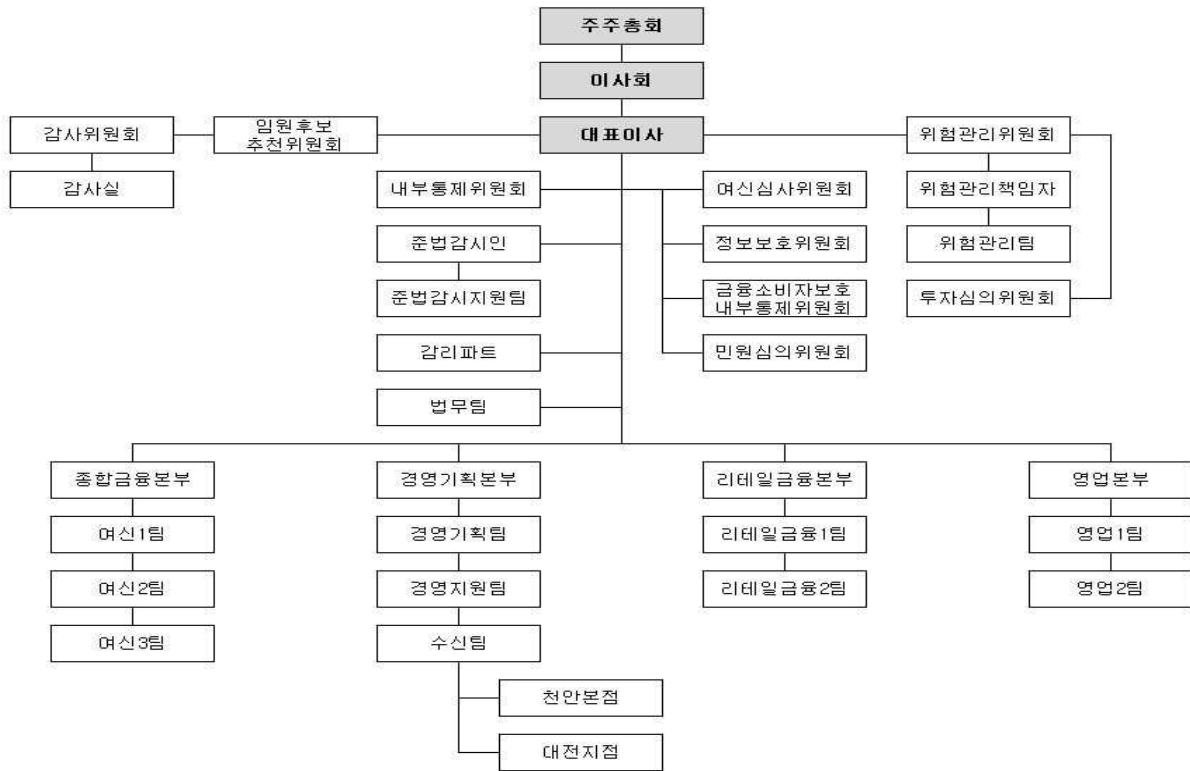 주주총회
이사회
감사위원회
임원후보
추천위원회
대표이사
위험관리위원회
감사실
내부통제위원회
여신심사위원회
위험관리책임자
준법감시인
정보보호위원회
위험관리팀
준법감시지원팀
금융소비자보호
내부통제위원회
투자심의위원회
감리파트
민원심의위원회
법무팀
종합금융본부
경영기획본부
리테일금융본부
영업본부
여신1팀
경영기획팀
리테일금융1팀
영업1팀
여신2팀
경영지원팀
리테일금융2팀
영업2팀
여신3팀
수신팀
천안본점
대전지점